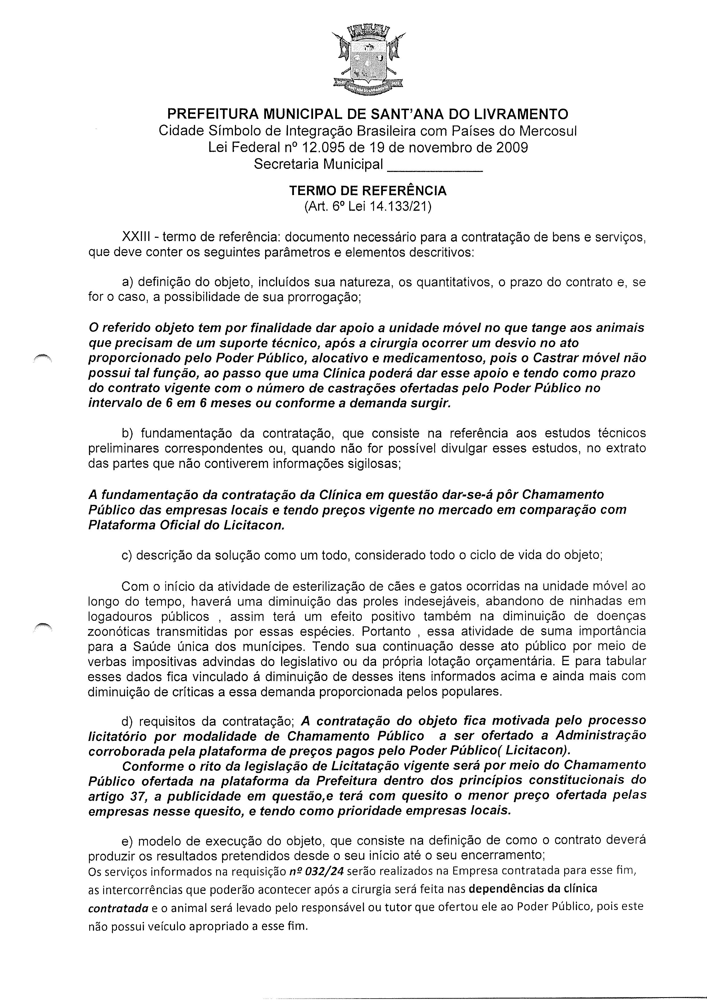 PREFEITURA MUNICIPAL DE SANT'ANA DO LIVRAMENTO
Cidade Símbolo de Integração Brasileira com Países do Mercosul
Lei Federal nº 12.095 de 19 de novembro de 2009
Secretaria Municipal _____________
TERMO DE REFERÊNCIA
(Art. 6º Lei 14.133/21)
XXIII - termo de referência: documento necessário para a contratação de bens e serviços,
que deve conter os seguintes parâmetros e elementos descritivos:
a) definição do objeto, incluídos sua natureza, os quantitativos, o prazo do contrato e, se
for o caso, a possibilidade de sua prorrogação;
O referido objeto tem por finalidade dar apoio a unidade móvel no que tange aos animais
que precisam de um suporte técnico, após a cirurgia ocorrer um desvio no ato
proporcionado pelo Poder Público, alocativo e medicamentoso, pois o Castrar móvel não
possui tal função, ao passo que uma Clínica poderá dar esse apoio e tendo como prazo
do contrato vigente com o número de castrações ofertadas pelo Poder Público no
intervalo de 6 em 6 meses ou conforme a demanda surgir.
b) fundamentação da contratação, que consiste na referência aos estudos técnicos
preliminares correspondentes ou, quando não for possível divulgar esses estudos, no extrato
das partes que não contiverem informações sigilosas;
A fundamentação da contratação da Clínica em questão dar-se-á pôr Chamamento
Público das empresas locais e tendo preços vigente no mercado em comparação com
Plataforma Oficial do Licitacon.
c) descrição da solução como um todo, considerado todo o ciclo de vida do objeto;
Com o início da atividade de esterilização de cães e gatos ocorridas na unidade móvel ao
longo do tempo, haverá uma diminuição das proles indesejáveis, abandono de ninhadas em
logadouros públicos , assim terá um efeito positivo também na diminuição de doenças
zoonóticas transmitidas por essas espécies. Portanto , essa atividade de suma importância
para a Saúde única dos munícipes. Tendo sua continuação desse ato público por meio de
verbas impositivas advindas do legislativo ou da própria lotação orçamentária. E para tabular
esses dados fica vinculado á diminuição de desses itens informados acima e ainda mais com
diminuição de críticas a essa demanda proporcionada pelos populares.
d) requisitos da contratação; A contratação do objeto fica motivada pelo processo
licitatório por modalidade de Chamamento Público a ser ofertado a Administração
corroborada pela plataforma de preços pagos pelo Poder Público( Licitacon).
Conforme o rito da legislação de Licitatação vigente será por meio do Chamamento
Público ofertada na plataforma da Prefeitura dentro dos princípios constitucionais do
artigo 37, a publicidade em questão,e terá com quesito o menor preço ofertada pelas
empresas nesse quesito, e tendo como prioridade empresas locais.
e) modelo de execução do objeto, que consiste na definição de como o contrato deverá
produzir os resultados pretendidos desde o seu início até o seu encerramento;
Os serviços informados na requisição nº 032/24 serão realizados na Empresa contratada para esse fim,
as intercorrências que poderão acontecer após a cirurgia será feita nas dependências da clínica
contratada e o animal será levado pelo responsável ou tutor que ofertou ele ao Poder Público, pois este
não possui veículo apropriado a esse fim.